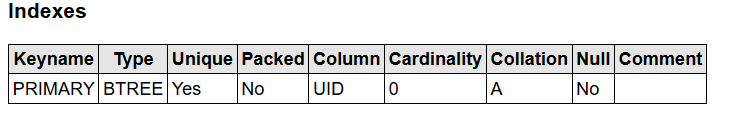 Indexes
Keyname Type Unique Packed Column Cardinality Collation Null Comment
PRIMARY BTREE Yes No UID 0 A No